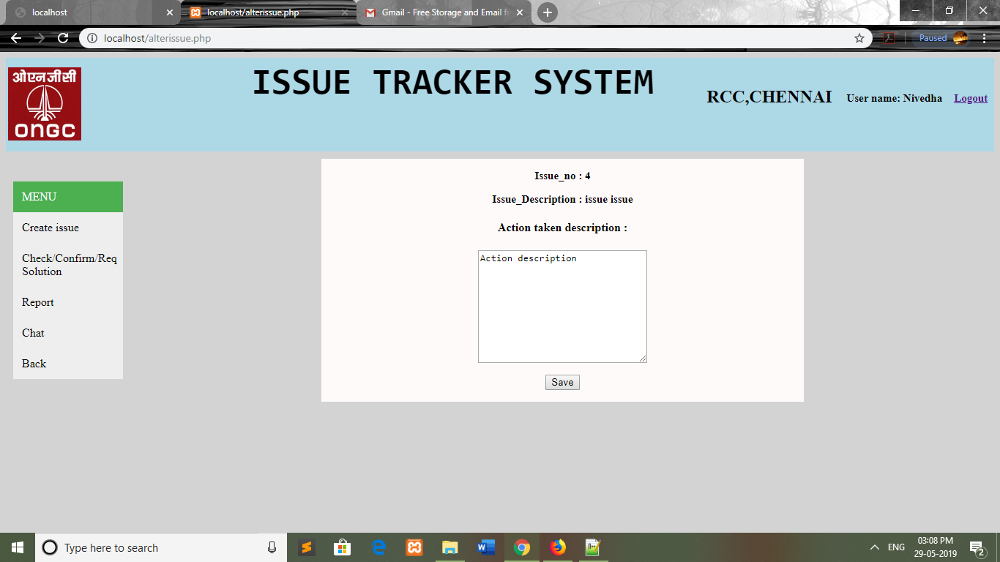 localhost
localhost/alterissue.php
Gmail - Free Storage and Email f
localhost/alterissue.php
Paused
ओएनजीसी
ONGC
ISSUE TRACKER SYSTEM
RCC,CHENNAI
User name: Nivedha
Logout
MENU
Create issue
Check/Confirm/Req
Solution
Report
Chat
Back
Issue_no : 4
Issue_Description : issue issue
Action taken description :
Action description
Save
Type here to search
ENG
03:08 PM
29-05-2019
2